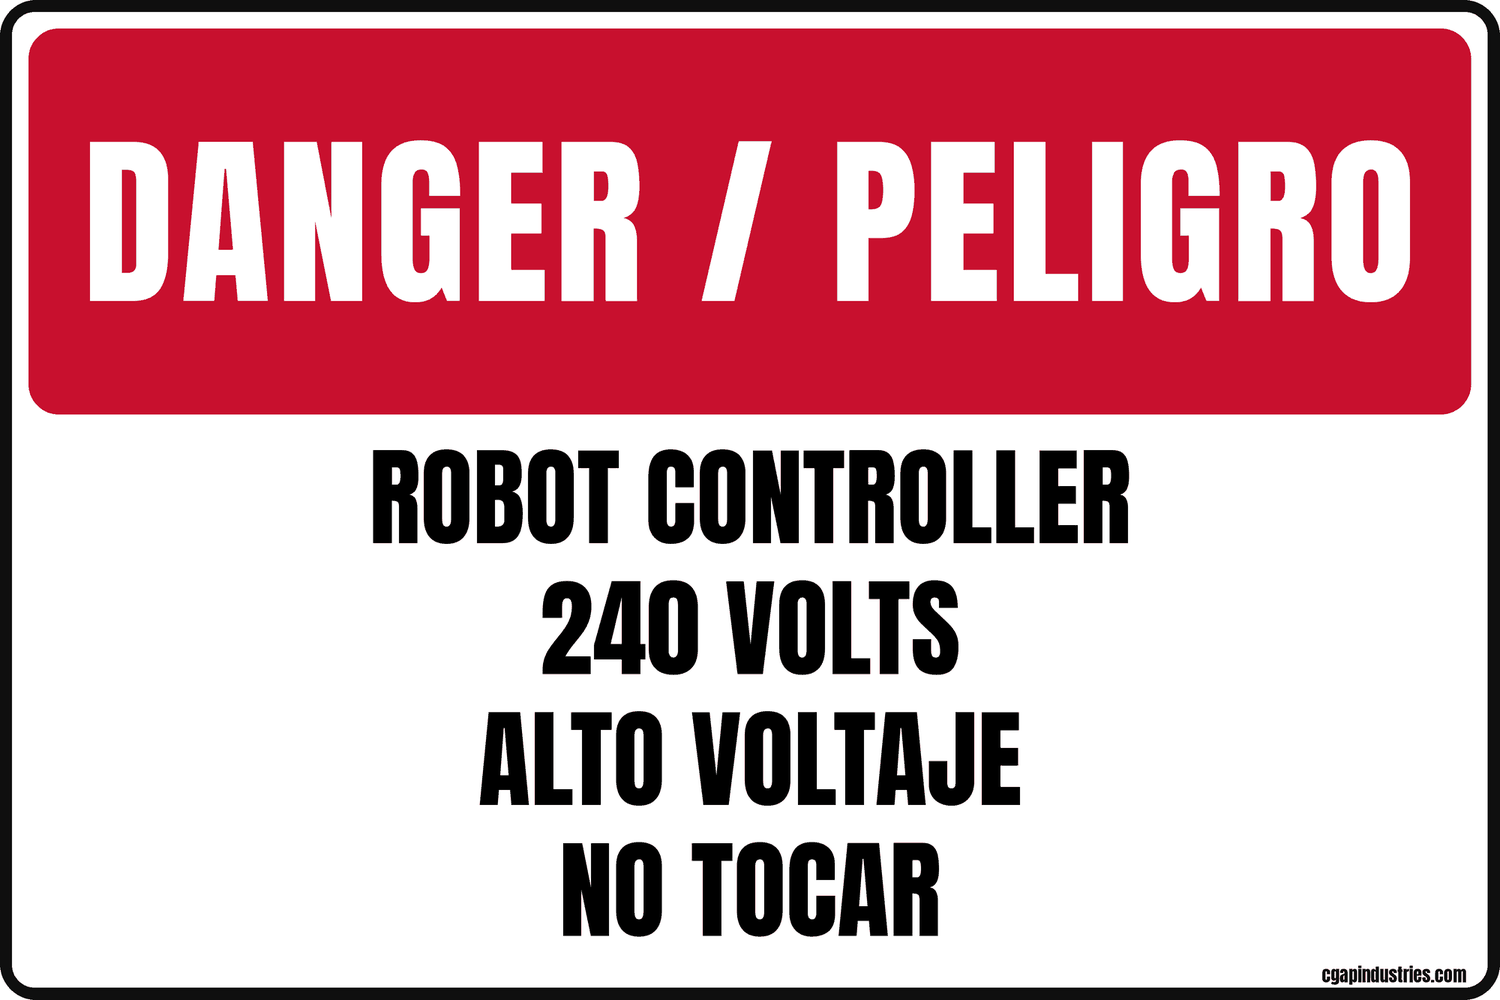 DANGER / PELIGRO
ROBOT CONTROLLER
240 VOLTS
ALTO VOLTAJE
NO TOCAR
cgapindustries.com